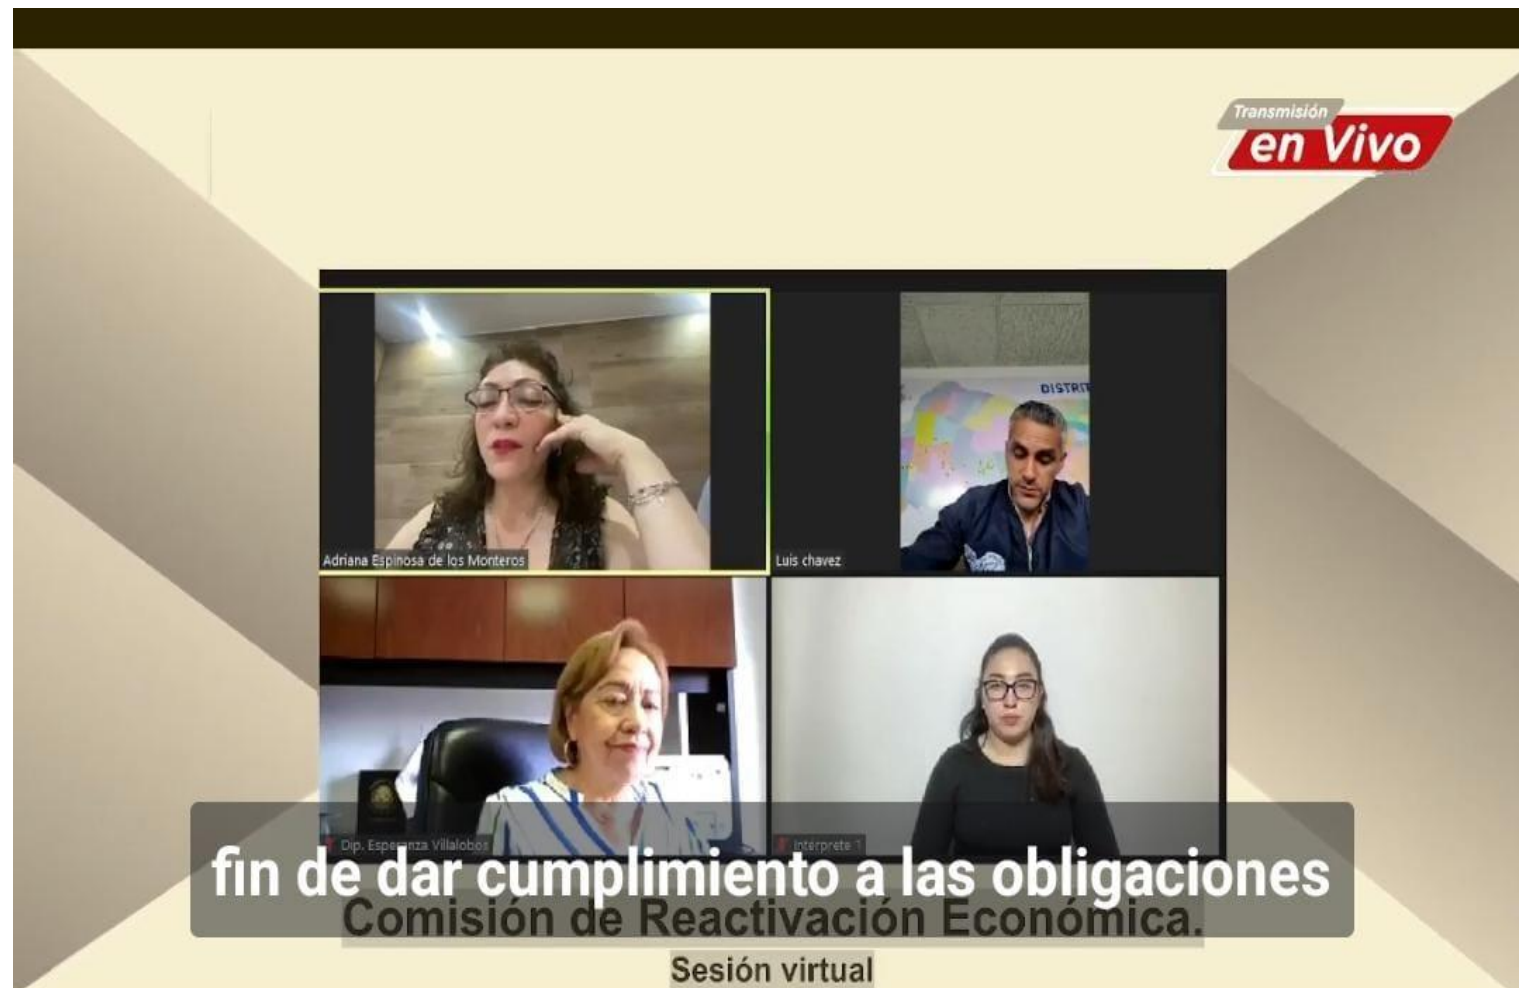 Transmisión
en Vivo
DISTRIT
Adriana Espinosa de los Monteros
Luis chavez
Dip. Esperanza Villalobos
Intérprete 1
fin de dar cumplimiento a las obligaciones
Comisión de Reactivación Económica.
Sesión virtual